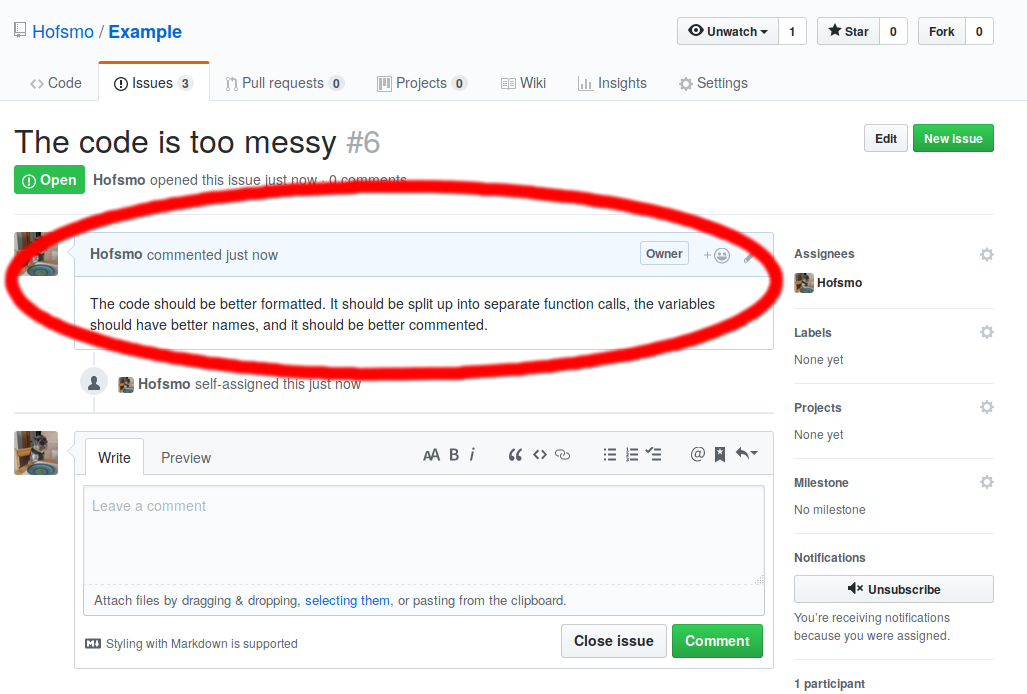 Hofsmo / Example
Unwatch 1 Star 0 Fork 0
Code Issues 3 Pull requests 0 Projects 0 Wiki Insights Settings
The code is too messy #6
Edit New issue
Open Hofsmo opened this issue just now · 0 comments
Hofsmo commented just now Owner
The code should be better formatted. It should be split up into separate function calls, the variables
should have better names, and it should be better commented.
Hofsmo self-assigned this just now
Write Preview AA B i
Leave a comment
Attach files by dragging & dropping, selecting them, or pasting from the clipboard.
Styling with Markdown is supported
Close issue Comment
Assignees
Hofsmo
Labels
None yet
Projects
None yet
Milestone
No milestone
Notifications
Unsubscribe
You’re receiving notifications
because you were assigned.
1 participant